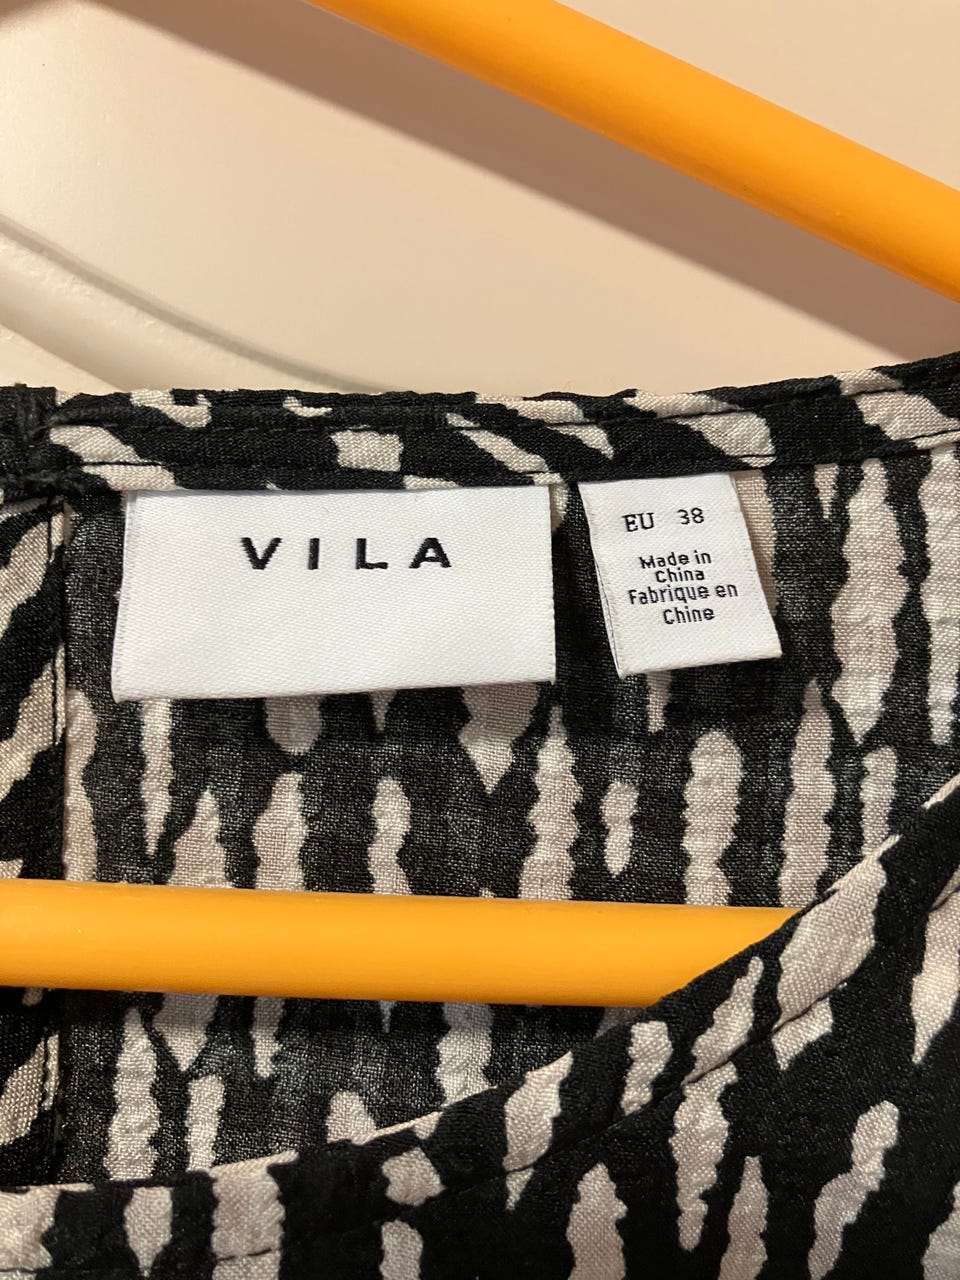 VILA
EU 38
Made in
China
Fabrique en
Chine